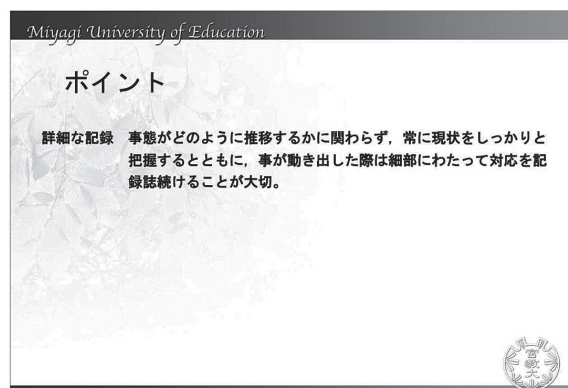 Miyagi University of Education
ポイント
詳細な記録　事態がどのように推移するかに関わらず，常に現状をしっかりと
把握するとともに，事が動き出した際は細部にわたって対応を記
録誌続けることが大切。
宮教大